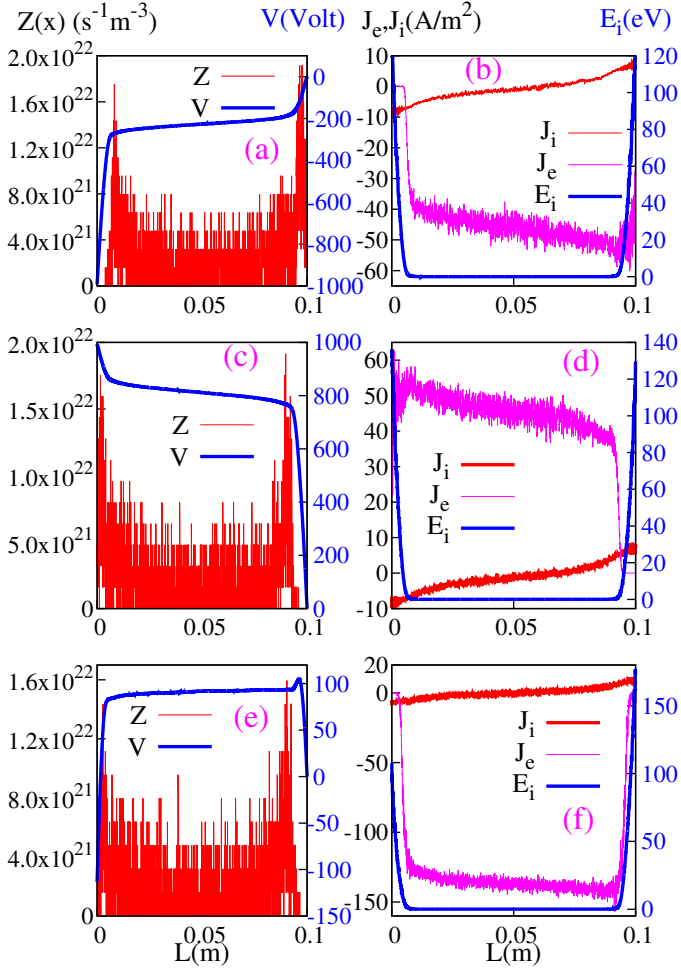 Z(x) (s⁻¹m⁻³) V(Volt) Jₑ,Jᵢ(A/m²) Eᵢ(eV)
2.0x10²² 0 10 120
1.6x10²² -200 0 100
1.2x10²² -400 -10 80
8.0x10²¹ -600 -20 60
4.0x10²¹ -800 -30 40
0 -1000 -40 20
-50 0
-60
Z
V
(a)
0 0.05 0.1
(b)
Jᵢ
Jₑ
Eᵢ
0 0.05 0.1
2.0x10²² 1000 60 140
1.5x10²² 800 50 120
1.0x10²² 600 40 100
5.0x10²¹ 400 30 80
0 200 20 60
0 10 40
0 20
-10 0
(c)
Z
V
0 0.05 0.1
(d)
Jᵢ
Jₑ
Eᵢ
0 0.05 0.1
1.6x10²² 100 20 150
1.2x10²² 50 0 100
8.0x10²¹ 0 -50 50
4.0x10²¹ -50 -100 0
0 -100 -150
-150
Z
V
(e)
0 0.05 0.1
L(m)
Jᵢ
Jₑ
Eᵢ
(f)
0 0.05 0.1
L(m)